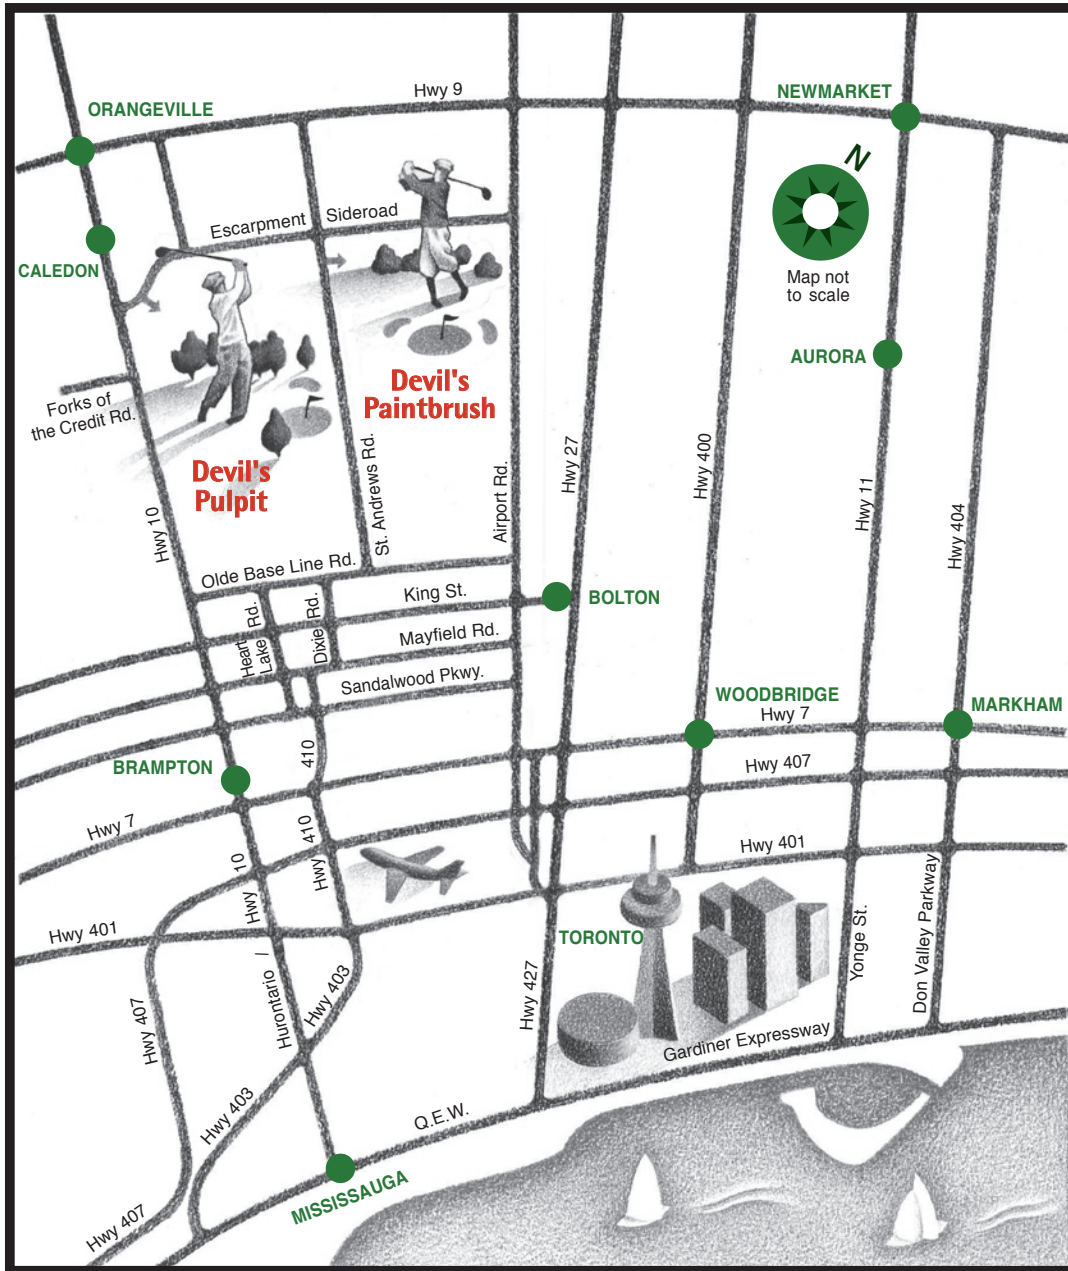 Hwy 9
NEWMARKET
ORANGEVILLE
N
Escarpment Sideroad
CALEDON
Map not
to scale
AURORA
Devil's
Paintbrush
Forks of
the Credit Rd.
Devil's
Pulpit
Hwy 10
St. Andrews Rd.
Airport Rd.
Hwy 27
Hwy 400
Hwy 11
Hwy 404
Olde Base Line Rd.
King St.
BOLTON
Heart
Lake Rd.
Dixie Rd.
Mayfield Rd.
Sandalwood Pkwy.
WOODBRIDGE
MARKHAM
Hwy 7
410
BRAMPTON
Hwy 407
Hwy 7
Hwy 410
Hwy 401
Hurontario / Hwy 10
Hwy 401
TORONTO
Yonge St.
Don Valley Parkway
Hwy 427
Hwy 403
Hwy 407
Gardiner Expressway
Hwy 403
Q.E.W.
MISSISSAUGA
Hwy 407